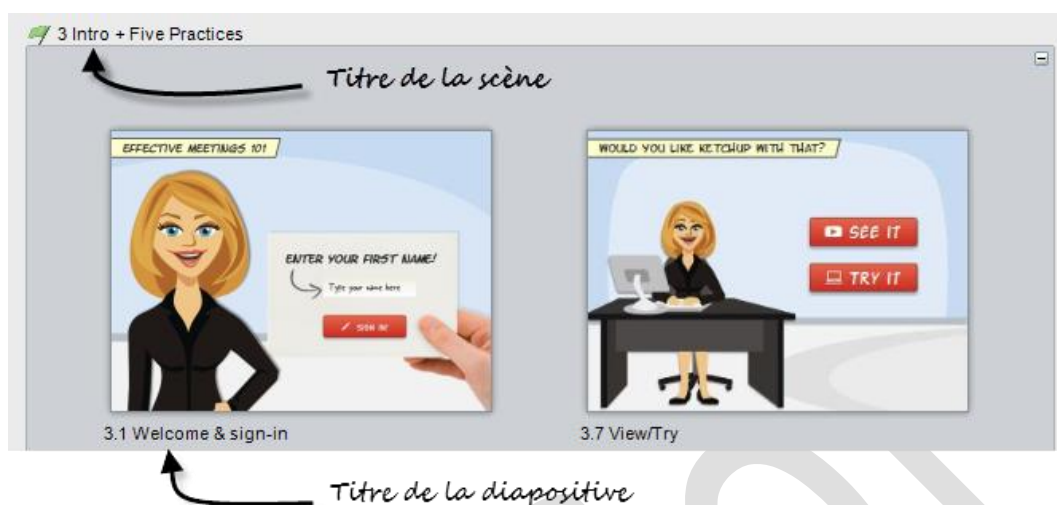 3 Intro + Five Practices
Titre de la scène
EFFECTIVE MEETINGS 101
WOULD YOU LIKE KETCHUP WITH THAT?
SEE IT
ENTER YOUR FIRST NAME!
Type your name here
TRY IT
SIGN IN!
3.1 Welcome & sign-in
3.7 View/Try
Titre de la diapositive